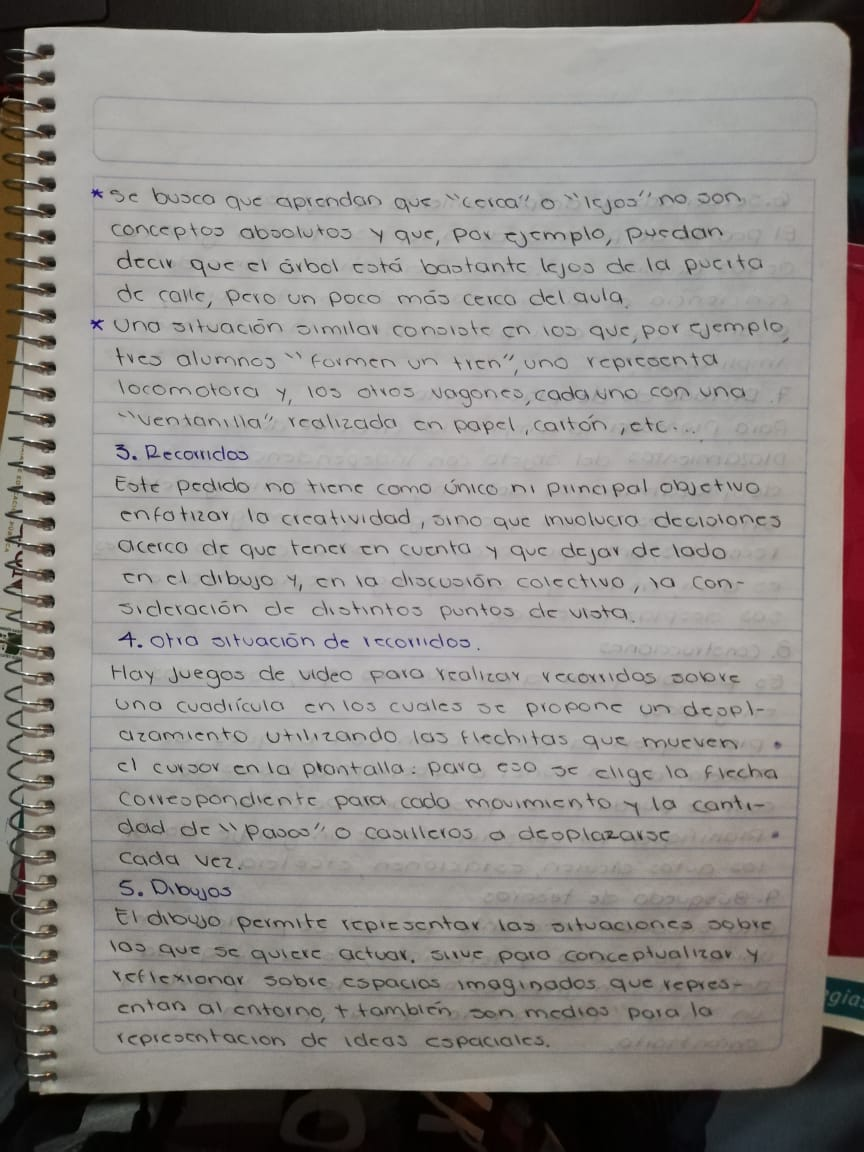 * Se busca que aprendan que "cerca" o "lejos" no son
conceptos absolutos y que, por ejemplo, puedan
decir que el árbol está bastante lejos de la puerta
de calle, pero un poco más cerca del aula.
* Una situación similar consiste en los que, por ejemplo,
tres alumnos "formen un tren", uno representa
locomotora y, los otros vagones, cada uno con una
"ventanilla" realizada en papel, cartón, etc...
3. Recorridos
Este pedido no tiene como único ni principal objetivo
enfatizar la creatividad, sino que involucra decisiones
acerca de que tener en cuenta y que dejar de lado
en el dibujo y, en la discusión colectiva, la con-
sideración de distintos puntos de vista.
4. Otra situación de recorridos.
Hay juegos de video para realizar recorridos sobre
una cuadrícula en los cuales se propone un despl-
azamiento utilizando las flechitas que mueven
el cursor en la plantalla: para eso se elige la flecha
correspondiente para cada movimiento y la canti-
dad de "pasos" o casilleros a desplazarse
cada vez.
5. Dibujos
El dibujo permite representar las situaciones sobre
las que se quiere actuar. sirve para conceptualizar y
reflexionar sobre espacios imaginados que repres-
entan al entorno, + también son medios para la
representacion de ideas espaciales.
gias